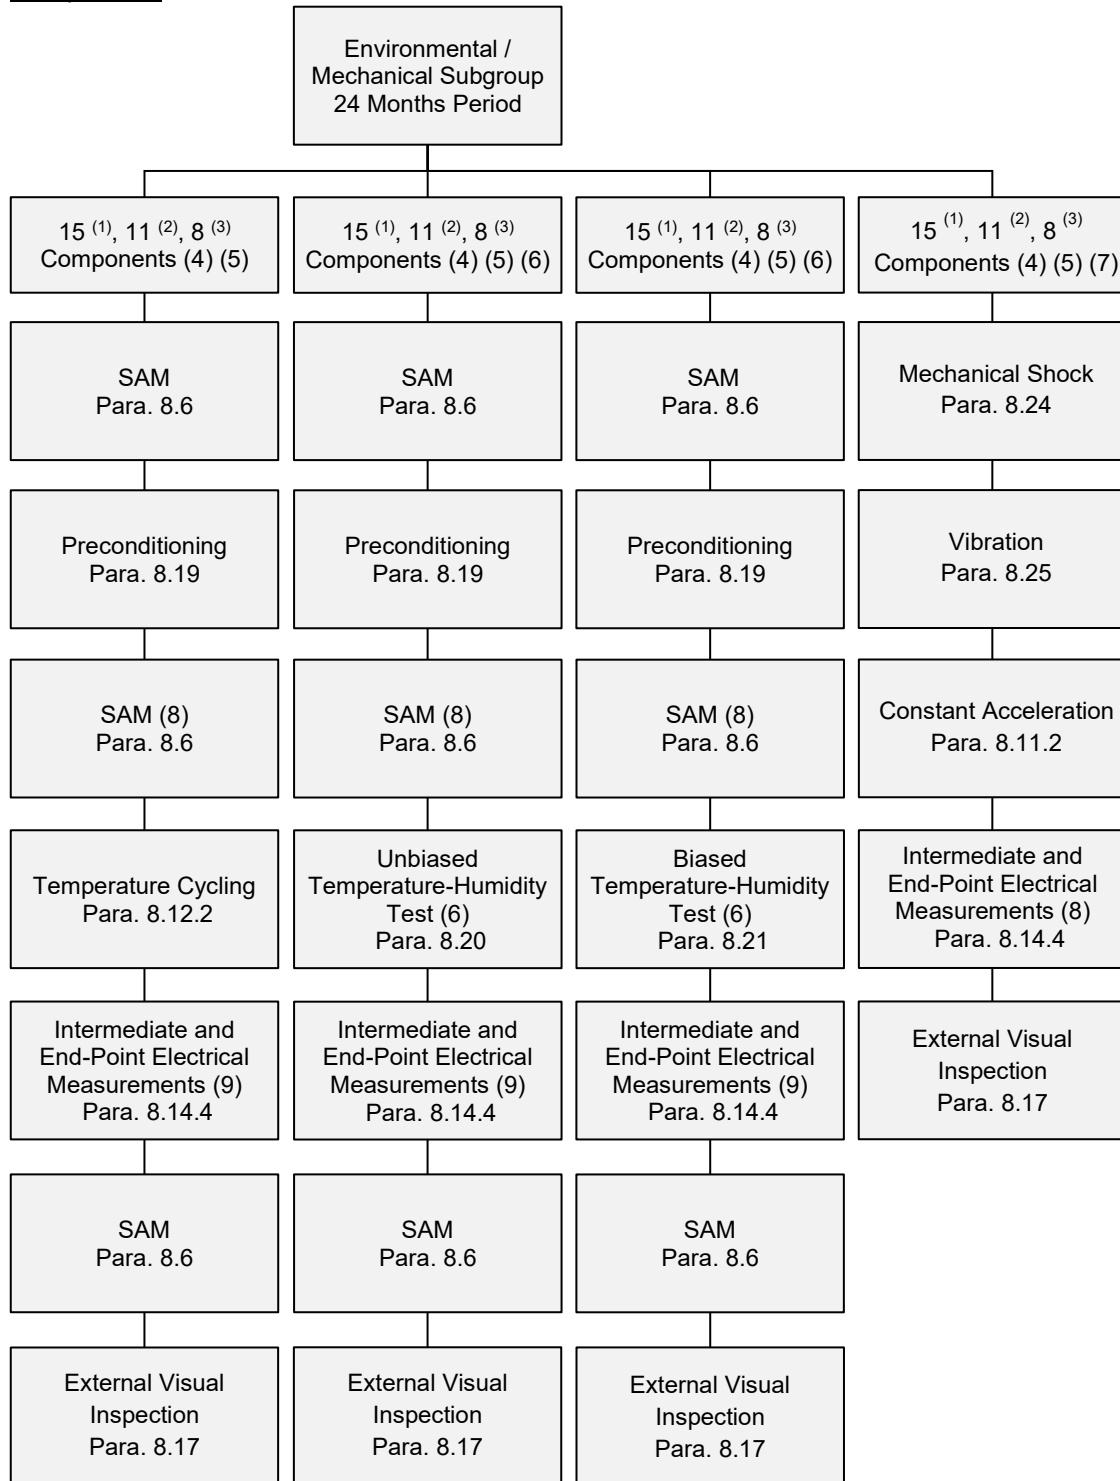 Environmental /
Mechanical Subgroup
24 Months Period
15 (1), 11 (2), 8 (3)
Components (4) (5)
15 (1), 11 (2), 8 (3)
Components (4) (5) (6)
15 (1), 11 (2), 8 (3)
Components (4) (5) (6)
15 (1), 11 (2), 8 (3)
Components (4) (5) (7)
SAM
Para. 8.6
SAM
Para. 8.6
SAM
Para. 8.6
Mechanical Shock
Para. 8.24
Preconditioning
Para. 8.19
Preconditioning
Para. 8.19
Preconditioning
Para. 8.19
Vibration
Para. 8.25
SAM (8)
Para. 8.6
SAM (8)
Para. 8.6
SAM (8)
Para. 8.6
Constant Acceleration
Para. 8.11.2
Temperature Cycling
Para. 8.12.2
Unbiased
Temperature-Humidity
Test (6)
Para. 8.20
Biased
Temperature-Humidity
Test (6)
Para. 8.21
Intermediate and
End-Point Electrical
Measurements (8)
Para. 8.14.4
Intermediate and
End-Point Electrical
Measurements (9)
Para. 8.14.4
Intermediate and
End-Point Electrical
Measurements (9)
Para. 8.14.4
Intermediate and
End-Point Electrical
Measurements (9)
Para. 8.14.4
External Visual
Inspection
Para. 8.17
SAM
Para. 8.6
SAM
Para. 8.6
SAM
Para. 8.6
External Visual
Inspection
Para. 8.17
External Visual
Inspection
Para. 8.17
External Visual
Inspection
Para. 8.17